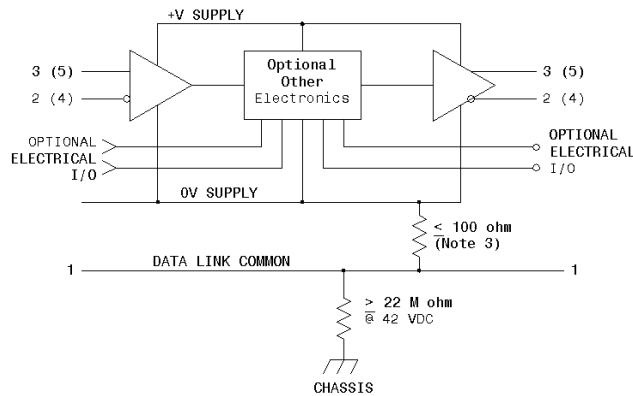 +V SUPPLY
Optional
Other
Electronics
3 (5)
2 (4)
3 (5)
2 (4)
OPTIONAL
ELECTRICAL
I/O
OPTIONAL
ELECTRICAL
I/O
0V SUPPLY
≤ 100 ohm
(Note 3)
1
DATA LINK COMMON
1
≥ 22 M ohm
@ 42 VDC
CHASSIS